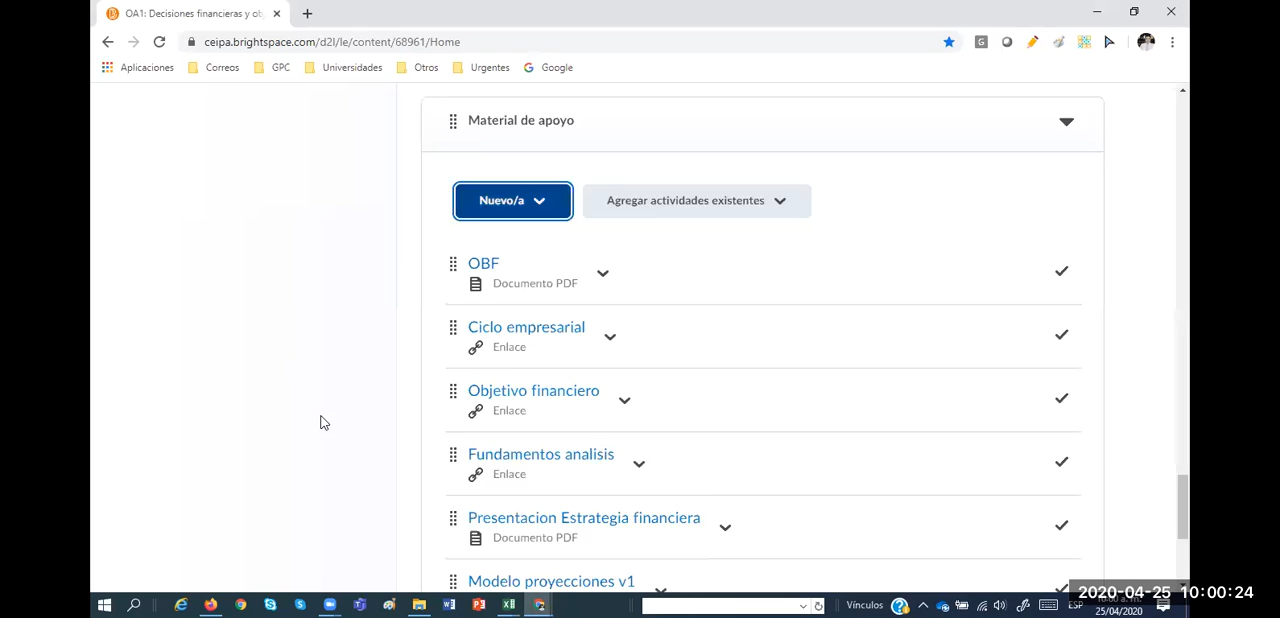 OA1: Decisiones financieras y ob
ceipa.brightspace.com/d2l/le/content/68961/Home
Aplicaciones Correos GPC Universidades Otros Urgentes Google
Material de apoyo
Nuevo/a Agregar actividades existentes
OBF
Documento PDF
Ciclo empresarial
Enlace
Objetivo financiero
Enlace
Fundamentos analisis
Enlace
Presentacion Estrategia financiera
Documento PDF
Modelo proyecciones v1
2020-04-25 10:00:24
Vínculos ESP
25/04/2020